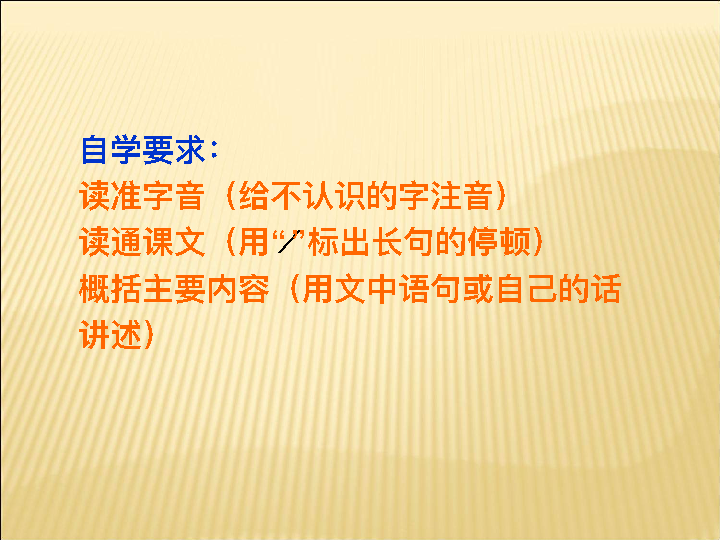 自学要求：
读准字音（给不认识的字注音）
读通课文（用“/”标出长句的停顿）
概括主要内容（用文中语句或自己的话
讲述）